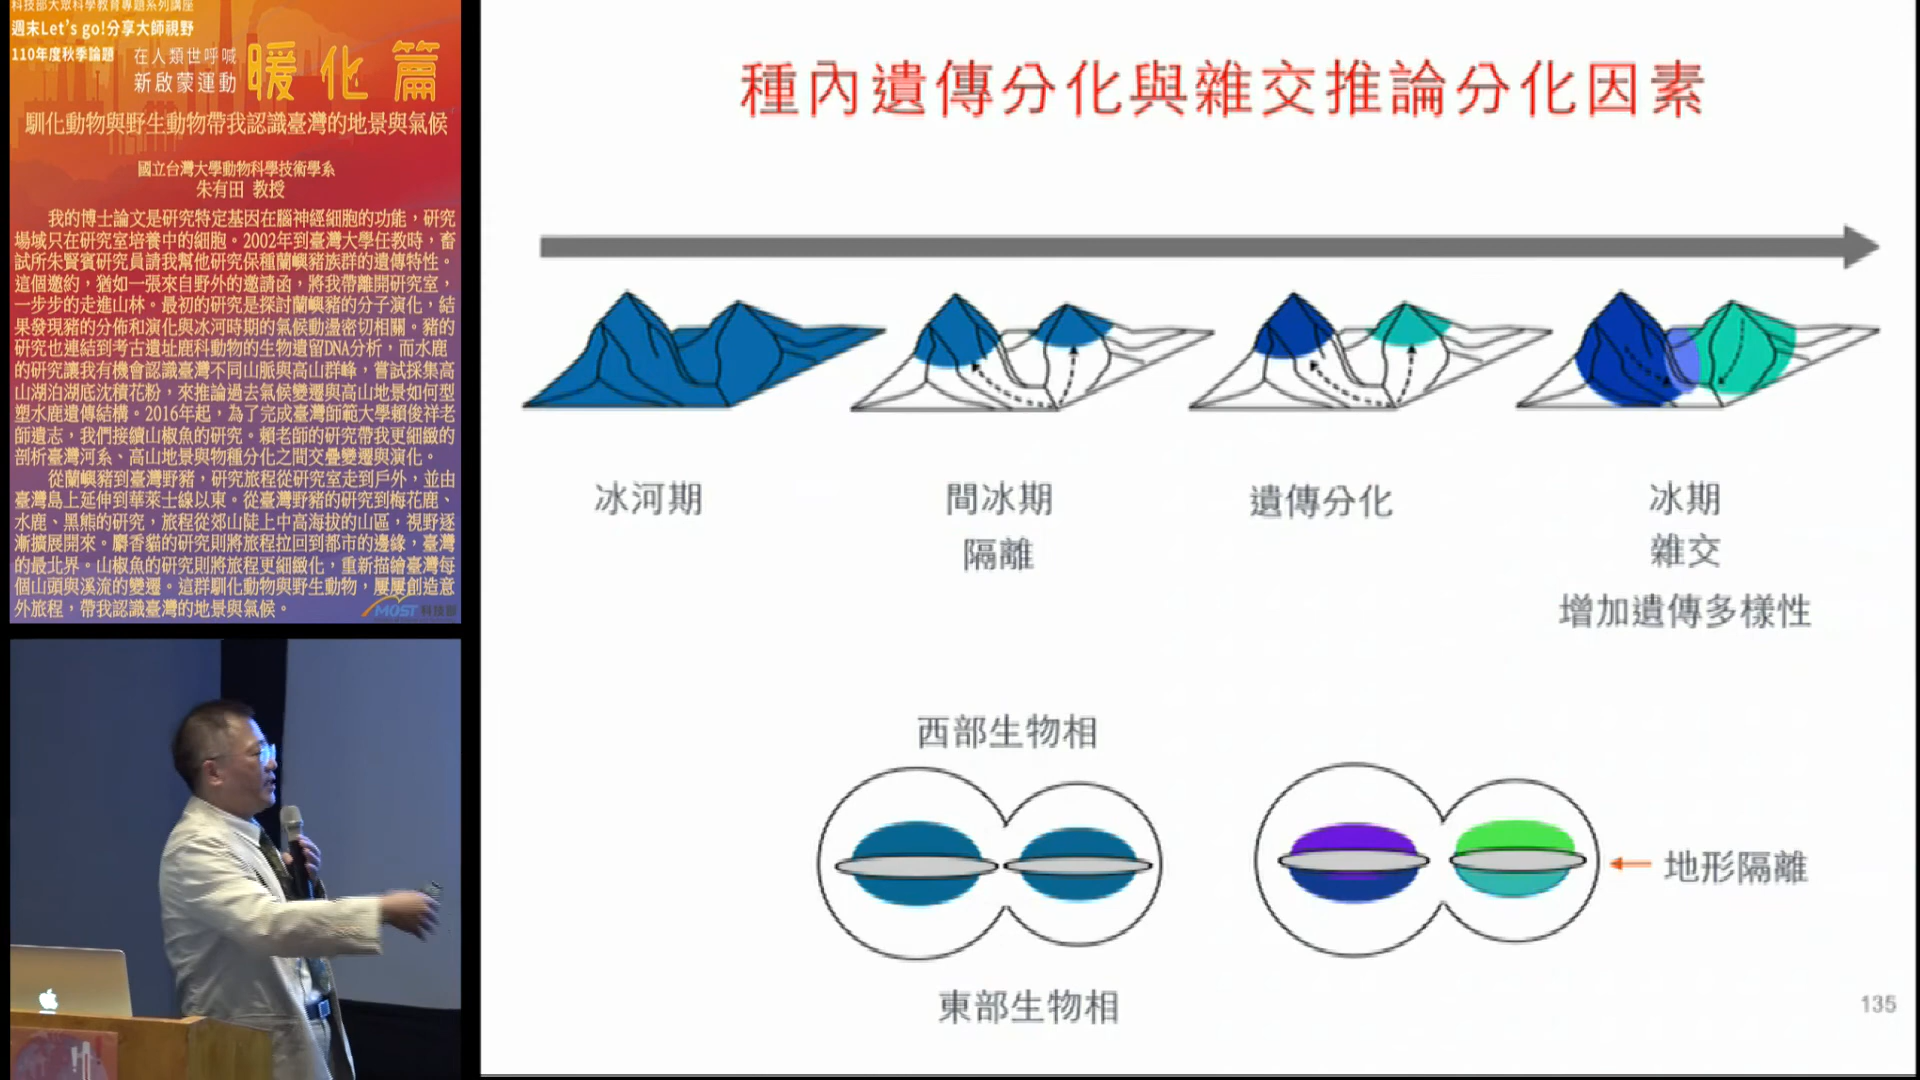 科技部大眾科學教育專題系列講座
週末Let's go!分享大師視野
110年度秋季論題
在人類世呼喊
新啟蒙運動
暖化篇
馴化動物與野生動物帶我認識臺灣的地景與氣候
國立台灣大學動物科學技術學系
朱有田 教授
我的博士論文是研究特定基因在腦神經細胞的功能，研究
場域只在研究室培養中的細胞。2002年到臺灣大學任教時，畜
試所朱賢賓研究員請我幫他研究保種蘭嶼豬族群的遺傳特性。
這個邀約，猶如一張來自野外的邀請函，將我帶離開研究室，
一步步的走進山林。最初的研究是探討蘭嶼豬的分子演化，結
果發現豬的分佈和演化與冰河時期的氣候動盪密切相關。豬的
研究也連結到考古遺址鹿科動物的生物遺留DNA分析，而水鹿
的研究讓我有機會認識臺灣不同山脈與高山群峰，嘗試採集高
山湖泊湖底沈積花粉，來推論過去氣候變遷與高山地景如何型
塑水鹿遺傳結構。2016年起，為了完成臺灣師範大學賴俊祥老
師遺志，我們接續山椒魚的研究。賴老師的研究帶我更細緻的
剖析臺灣河系、高山地景與物種分化之間交疊變遷與演化。
從蘭嶼豬到臺灣野豬，研究旅程從研究室走到戶外，並由
臺灣島上延伸到華萊士線以東。從臺灣野豬的研究到梅花鹿、
水鹿、黑熊的研究，旅程從郊山陡上中高海拔的山區，視野逐
漸擴展開來。麝香貓的研究則將旅程拉回到都市的邊緣，臺灣
的最北界。山椒魚的研究則將旅程更細緻化，重新描繪臺灣每
個山頭與溪流的變遷。這群馴化動物與野生動物，屢屢創造意
外旅程，帶我認識臺灣的地景與氣候。
MOST 科技部
種內遺傳分化與雜交推論分化因素
冰河期
間冰期
隔離
遺傳分化
冰期
雜交
增加遺傳多樣性
西部生物相
東部生物相
地形隔離
135